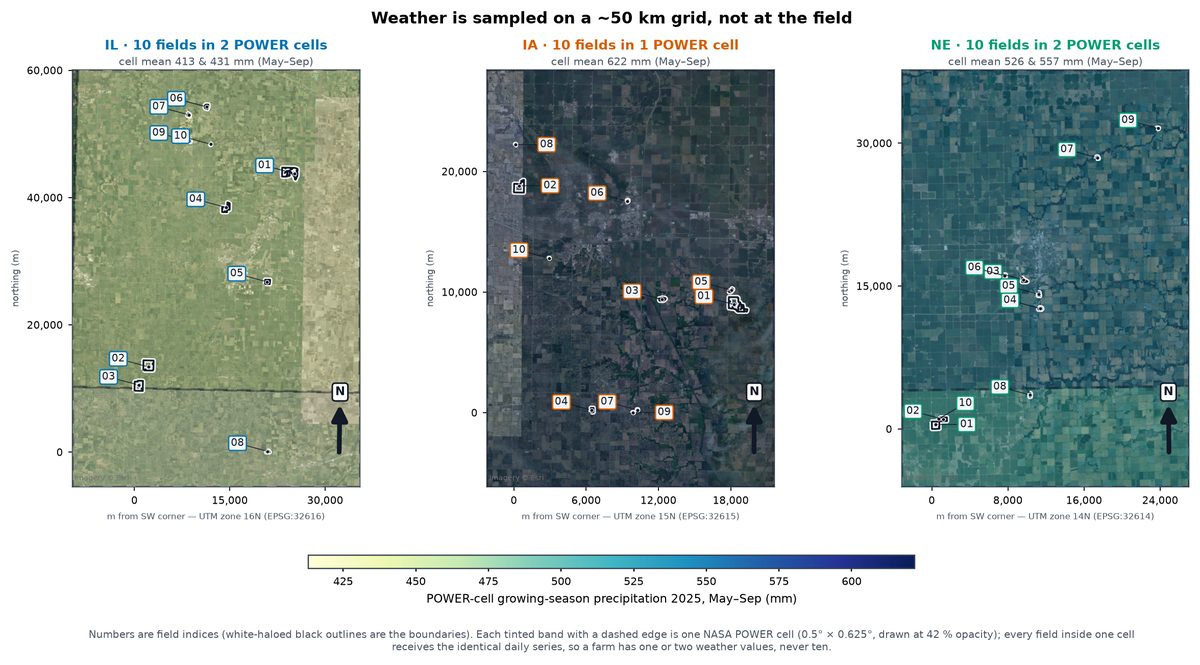 Weather is sampled on a ~50 km grid, not at the field
IL · 10 fields in 2 POWER cells
cell mean 413 & 431 mm (May–Sep)
60,000
40,000
20,000
0
northing (m)
06
07
09
10
01
04
05
02
03
08
N
0
15,000
30,000
m from SW corner — UTM zone 16N (EPSG:32616)
IA · 10 fields in 1 POWER cell
cell mean 622 mm (May–Sep)
20,000
10,000
0
northing (m)
08
02
06
10
03
05
01
04
07
09
N
Imagery © Esri
0
6,000
12,000
18,000
m from SW corner — UTM zone 15N (EPSG:32615)
NE · 10 fields in 2 POWER cells
cell mean 526 & 557 mm (May–Sep)
30,000
15,000
0
northing (m)
09
07
06
03
05
04
08
02
10
01
N
0
8,000
16,000
24,000
m from SW corner — UTM zone 14N (EPSG:32614)
425
450
475
500
525
550
575
600
POWER-cell growing-season precipitation 2025, May–Sep (mm)
Numbers are field indices (white-haloed black outlines are the boundaries). Each tinted band with a dashed edge is one NASA POWER cell (0.5° × 0.625°, drawn at 42 % opacity); every field inside one cell
receives the identical daily series, so a farm has one or two weather values, never ten.